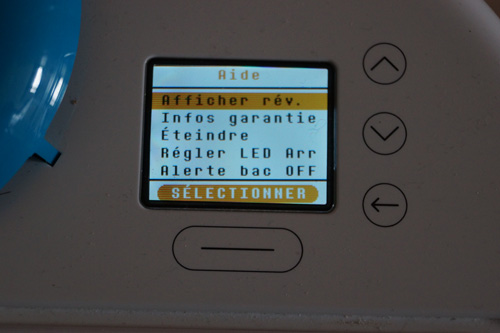 Aide
Afficher rév.
Infos garantie
Éteindre
Régler LED Arr
Alerte bac OFF
SÉLECTIONNER